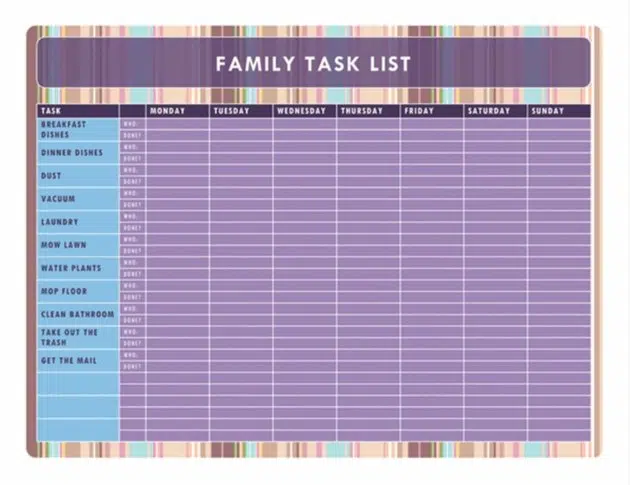 FAMILY TASK LIST
TASK MONDAY TUESDAY WEDNESDAY THURSDAY FRIDAY SATURDAY SUNDAY
BREAKFAST
DISHES
WHO:
DONE?
DINNER DISHES
WHO:
DONE?
DUST
WHO:
DONE?
VACUUM
WHO:
DONE?
LAUNDRY
WHO:
DONE?
MOW LAWN
WHO:
DONE?
WATER PLANTS
WHO:
DONE?
MOP FLOOR
WHO:
DONE?
CLEAN BATHROOM
WHO:
DONE?
TAKE OUT THE
TRASH
WHO:
DONE?
GET THE MAIL
WHO:
DONE?